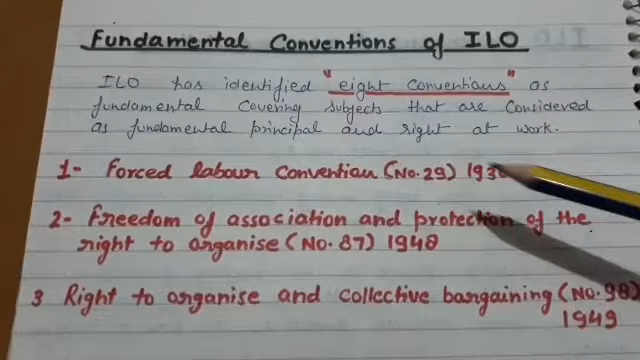 Fundamental Conventions of ILO
ILO has identified "eight conventions" as
fundamental covering subjects that are considered
as fundamental principal and right at work.
1- Forced labour Convention (No.29) 193
2- Freedom of association and protection of the
right to organise (No. 87) 1948
3 Right to organise and collective bargaining (No. 98)
1949